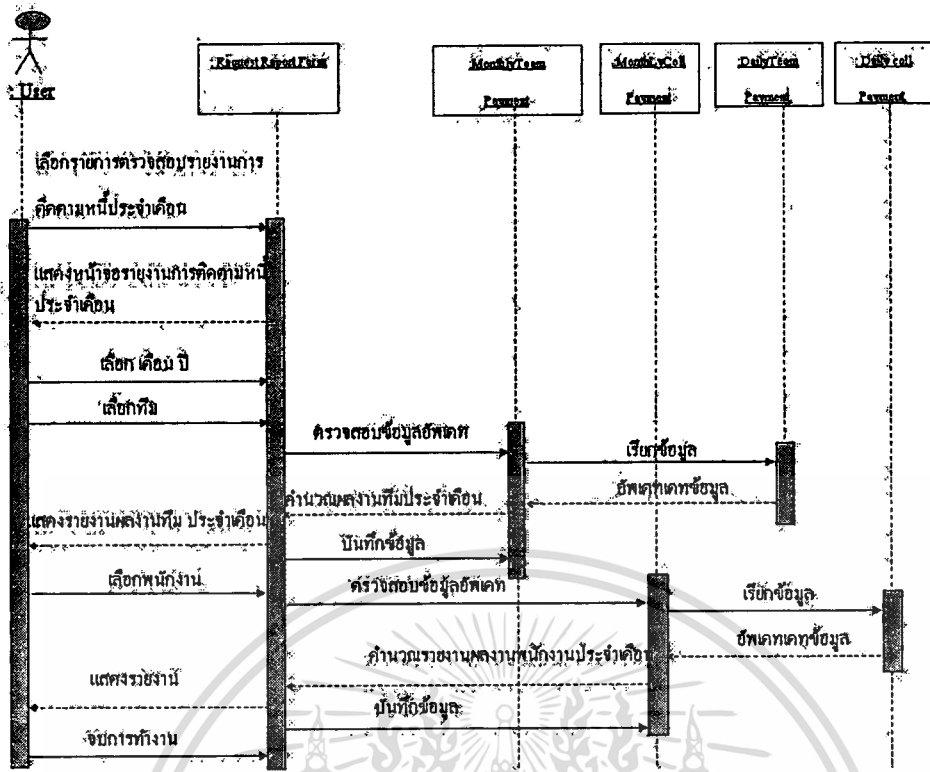 : User
: Request Report Form
MonthlyTeam
Payment
MonthlyColl
Payment
DailyTeam
Payment
Daily coll
Payment
เลือกรายการตรวจสอบรายงานการ
ติดตามหนี้ประจำเดือน
แสดงหน้าจอรายงานการติดตามหนี้
ประจำเดือน
เลือก เดือน ปี
เลือกทีม
ตรวจสอบข้อมูลอัพเดท
เรียกข้อมูล
อัพเดทเดทข้อมูล
คำนวณผลงานทีมประจำเดือน
แสดงรายงานผลงานทีม ประจำเดือน
บันทึกข้อมูล
เลือกพนักงาน
ตรวจสอบข้อมูลอัพเดท
เรียกข้อมูล
อัพเดทเดทข้อมูล
คำนวณรายงานผลงานพนักงานประจำเดือน
แสดงรายงาน
บันทึกข้อมูล
จบการทำงาน